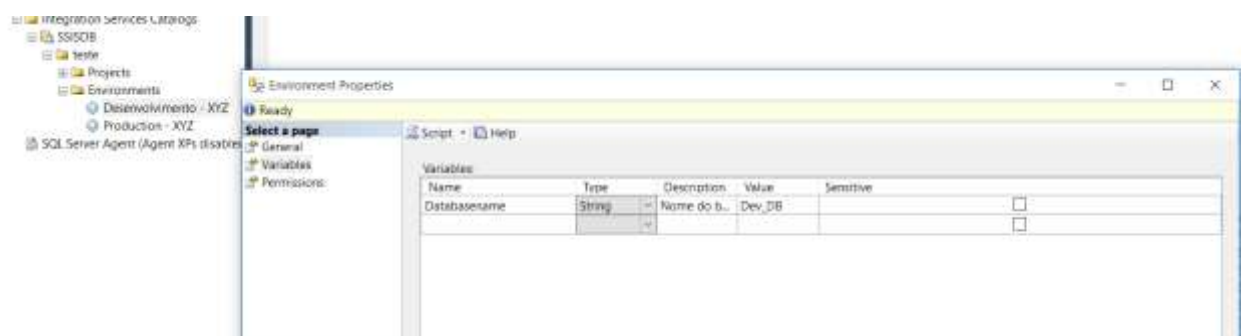 Integration Services Catalogs
SSISDB
teste
Projects
Environments
Desenvolvimento - XYZ
Production - XYZ
SQL Server Agent (Agent XPs disabled
Environment Properties
Ready
Select a page
General
Variables
Permissions
Script
Help
Variables:
Name Type Description Value Sensitive
Databasename String Nome do b... Dev_DB